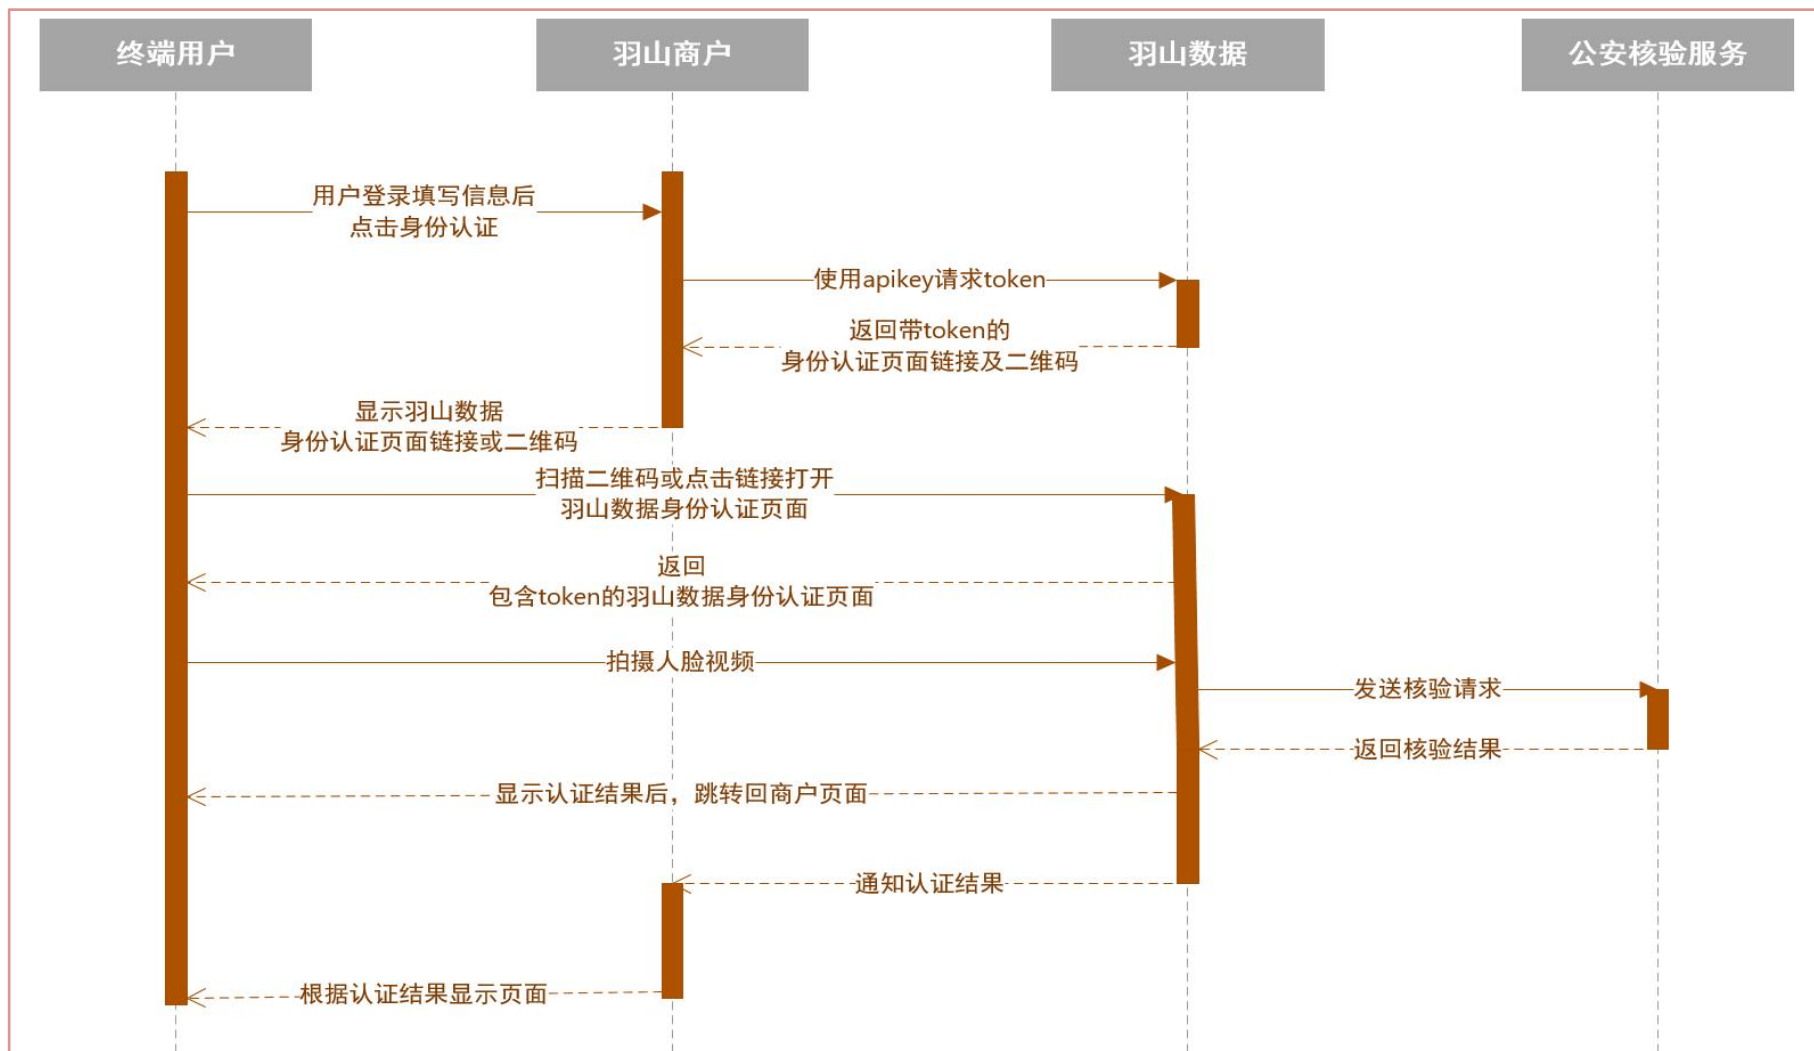 终端用户
羽山商户
羽山数据
公安核验服务
用户登录填写信息后
点击身份认证
使用apikey请求token
返回带token的
身份认证页面链接及二维码
显示羽山数据
身份认证页面链接或二维码
扫描二维码或点击链接打开
羽山数据身份认证页面
返回
包含token的羽山数据身份认证页面
拍摄人脸视频
发送核验请求
返回核验结果
显示认证结果后，跳转回商户页面
通知认证结果
根据认证结果显示页面